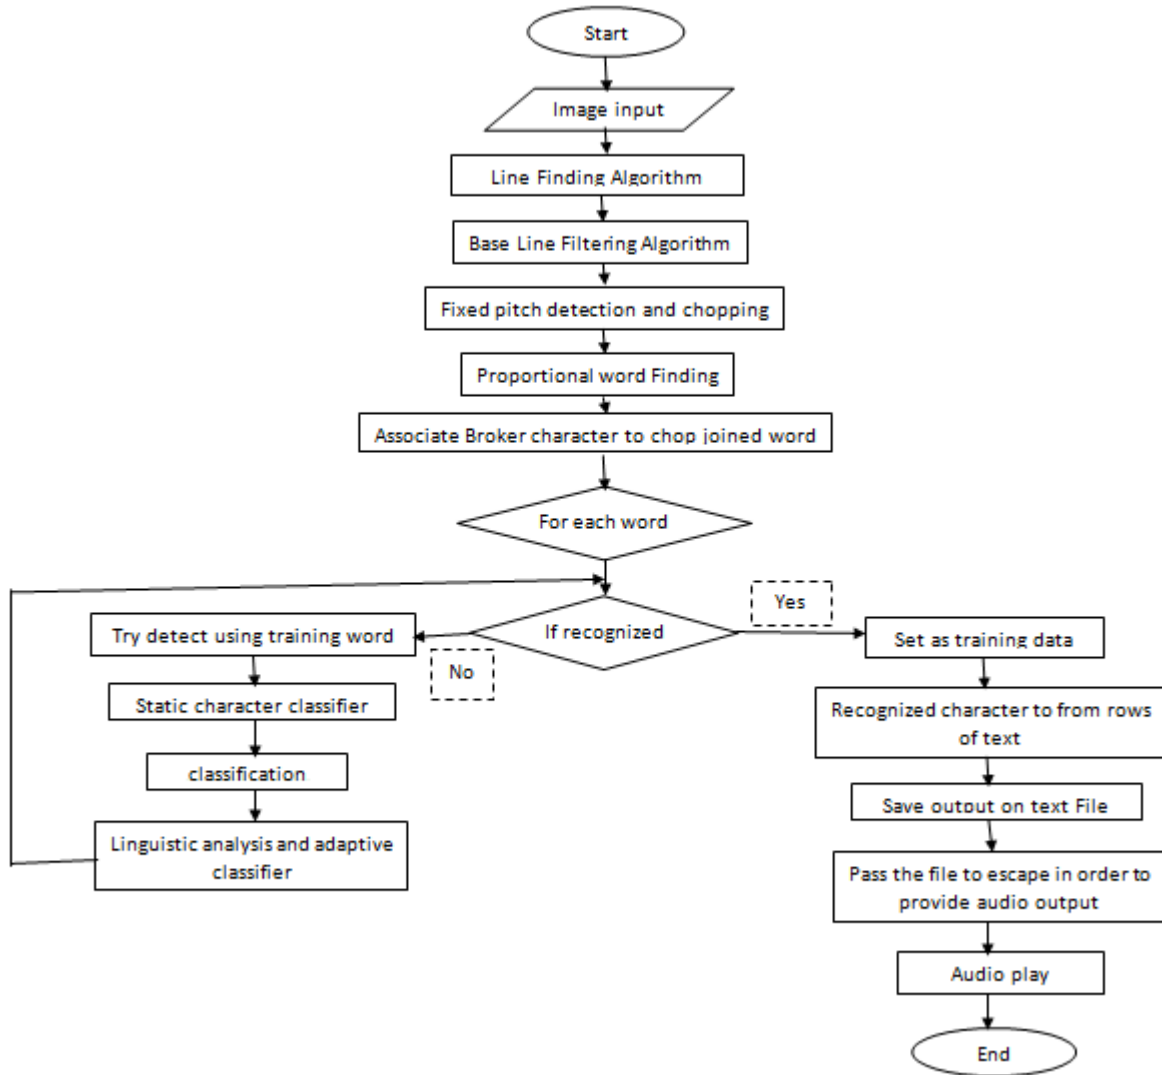 Start
Image input
Line Finding Algorithm
Base Line Filtering Algorithm
Fixed pitch detection and chopping
Proportional word Finding
Associate Broker character to chop joined word
For each word
If recognized
Yes
No
Try detect using training word
Static character classifier
classification
Linguistic analysis and adaptive
classifier
Set as training data
Recognized character to from rows
of text
Save output on text File
Pass the file to escape in order to
provide audio output
Audio play
End